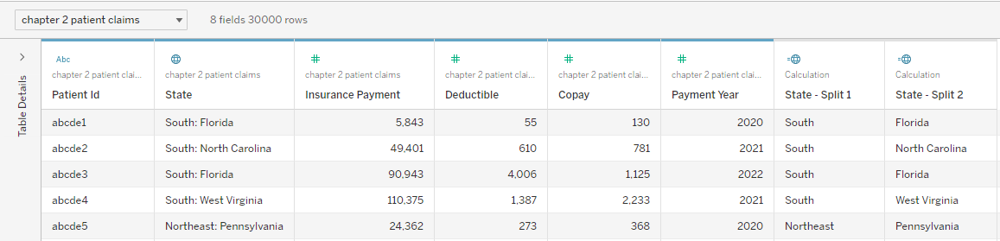 chapter 2 patient claims 8 fields 30000 rows
Table Details
Abc # # # # = =
chapter 2 patient clai... chapter 2 patient claims chapter 2 patient claims chapter 2 patient clai... chapter 2 patient clai... chapter 2 patient clai... Calculation Calculation
Patient Id State Insurance Payment Deductible Copay Payment Year State - Split 1 State - Split 2
abcde1 South: Florida 5,843 55 130 2020 South Florida
abcde2 South: North Carolina 49,401 610 781 2021 South North Carolina
abcde3 South: Florida 90,943 4,006 1,125 2022 South Florida
abcde4 South: West Virginia 110,375 1,387 2,233 2021 South West Virginia
abcde5 Northeast: Pennsylvania 24,362 273 368 2020 Northeast Pennsylvania